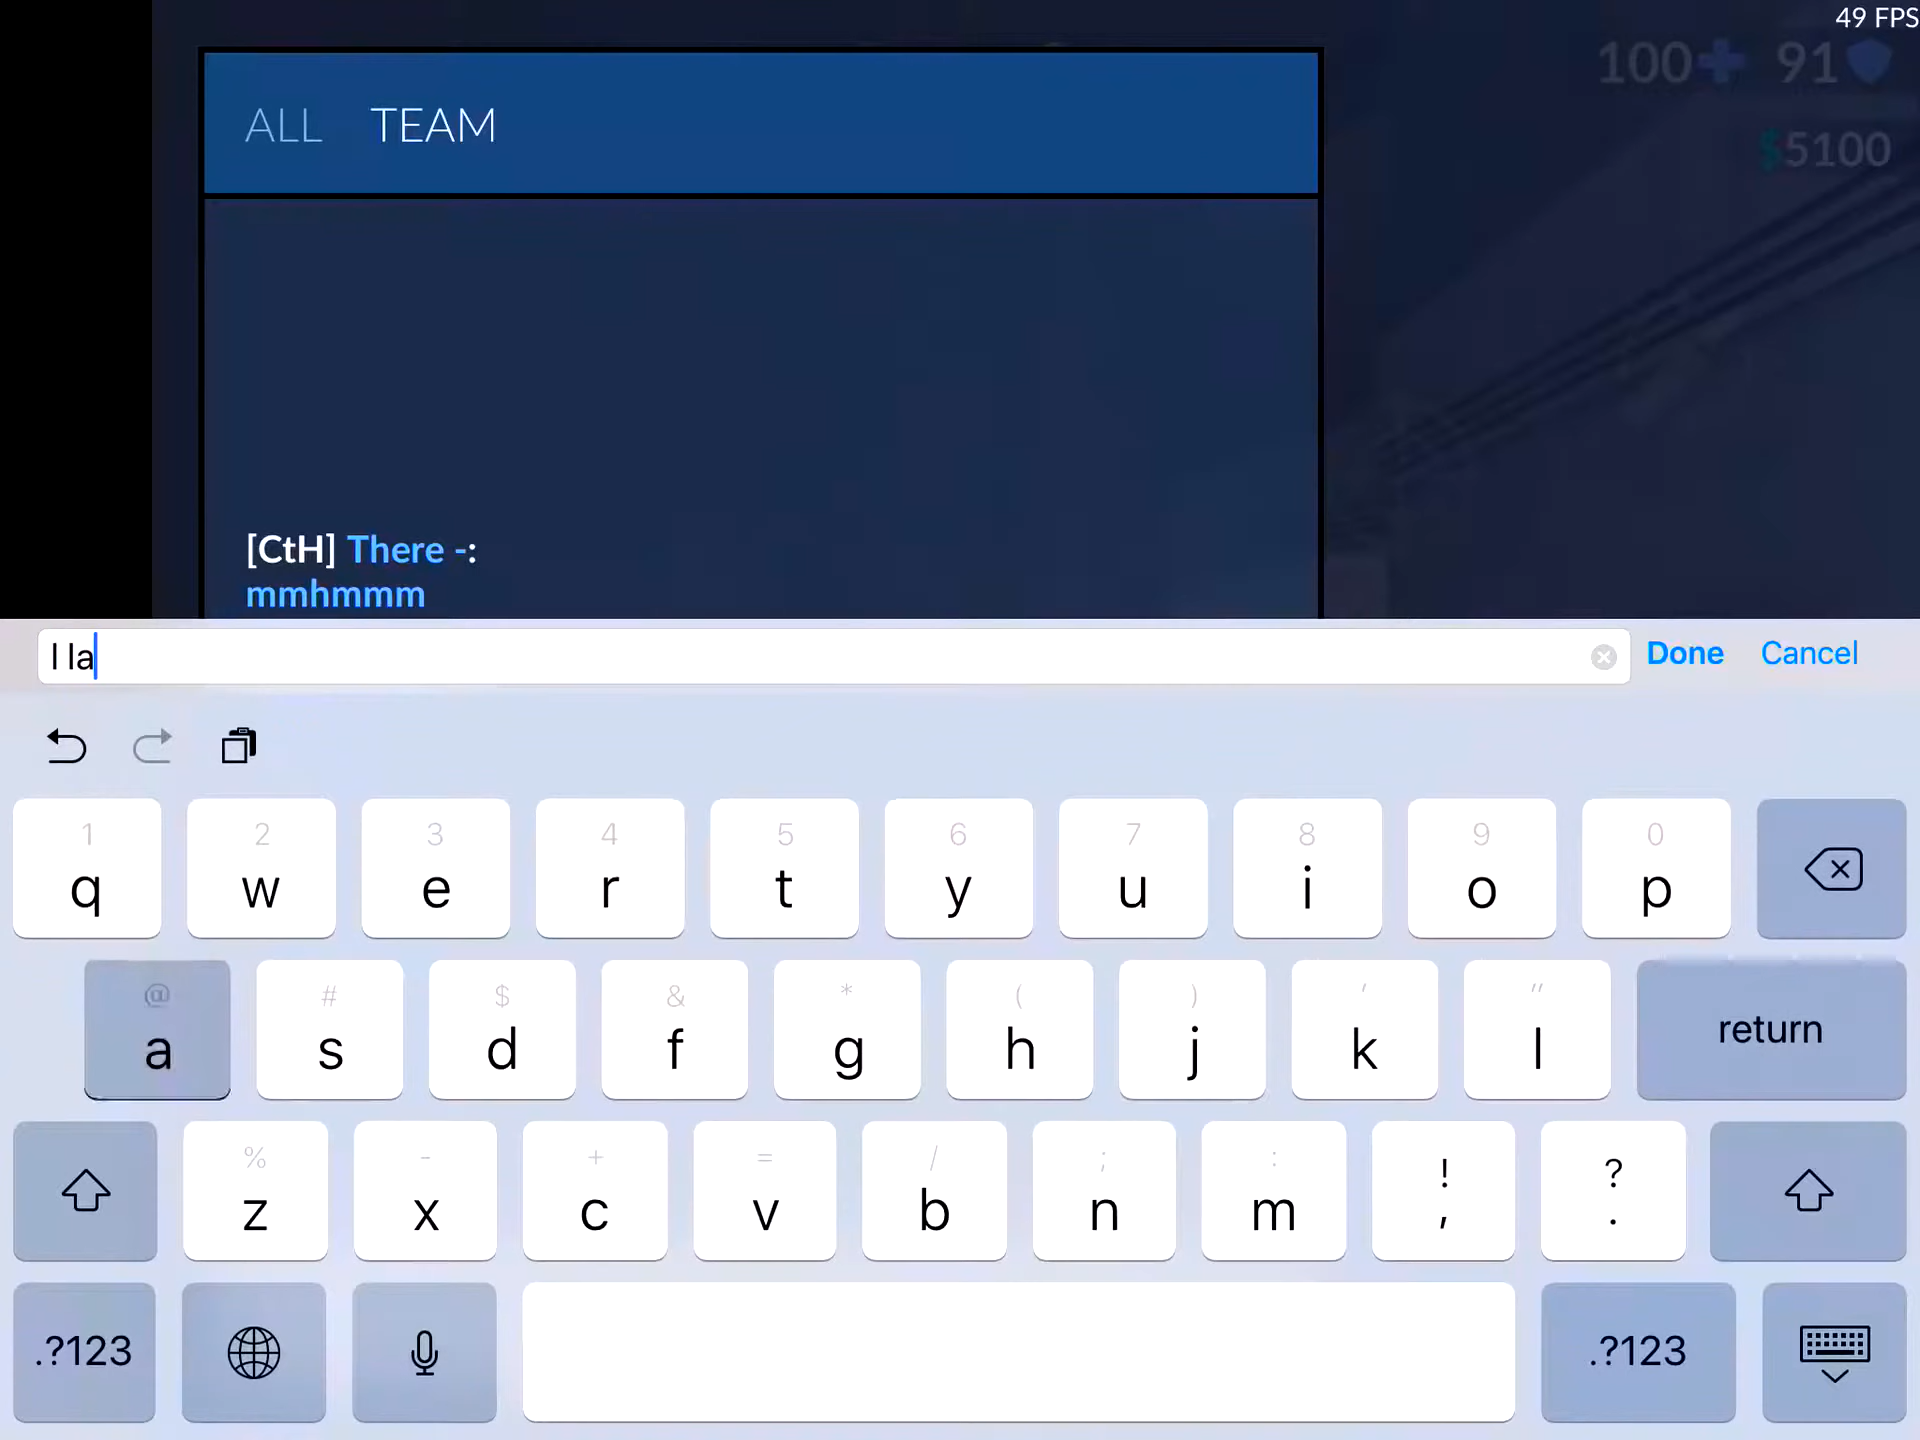 49 FPS
100 91
$5100
ALL TEAM
[CtH] There -:
mmhmmm
I la
Done Cancel
1 2 3 4 5 6 7 8 9 0
q w e r t y u i o p
@ # $ & * ( ) ' "
a s d f g h j k l return
% - + = / ; : ! ?
z x c v b n m , .
.?123 .?123